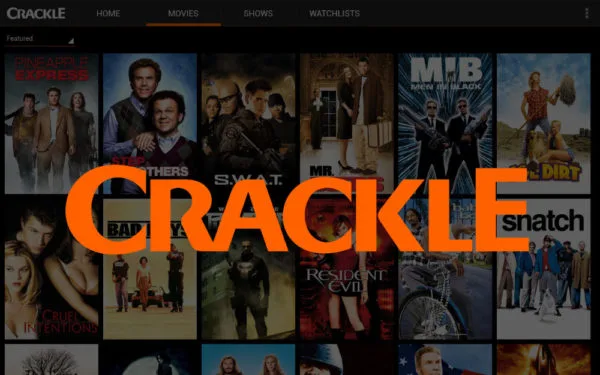 CRACKLE
HOME
MOVIES
SHOWS
WATCHLISTS
Featured
PINEAPPLE
EXPRESS
STEP
BROTHERS
S.W.A.T.
MR.
MIB
MEN IN BLACK
DIRT
CRACKLE
CRUEL
INTENTIONS
BAD BOYS
RESIDENT
EVIL
snatch